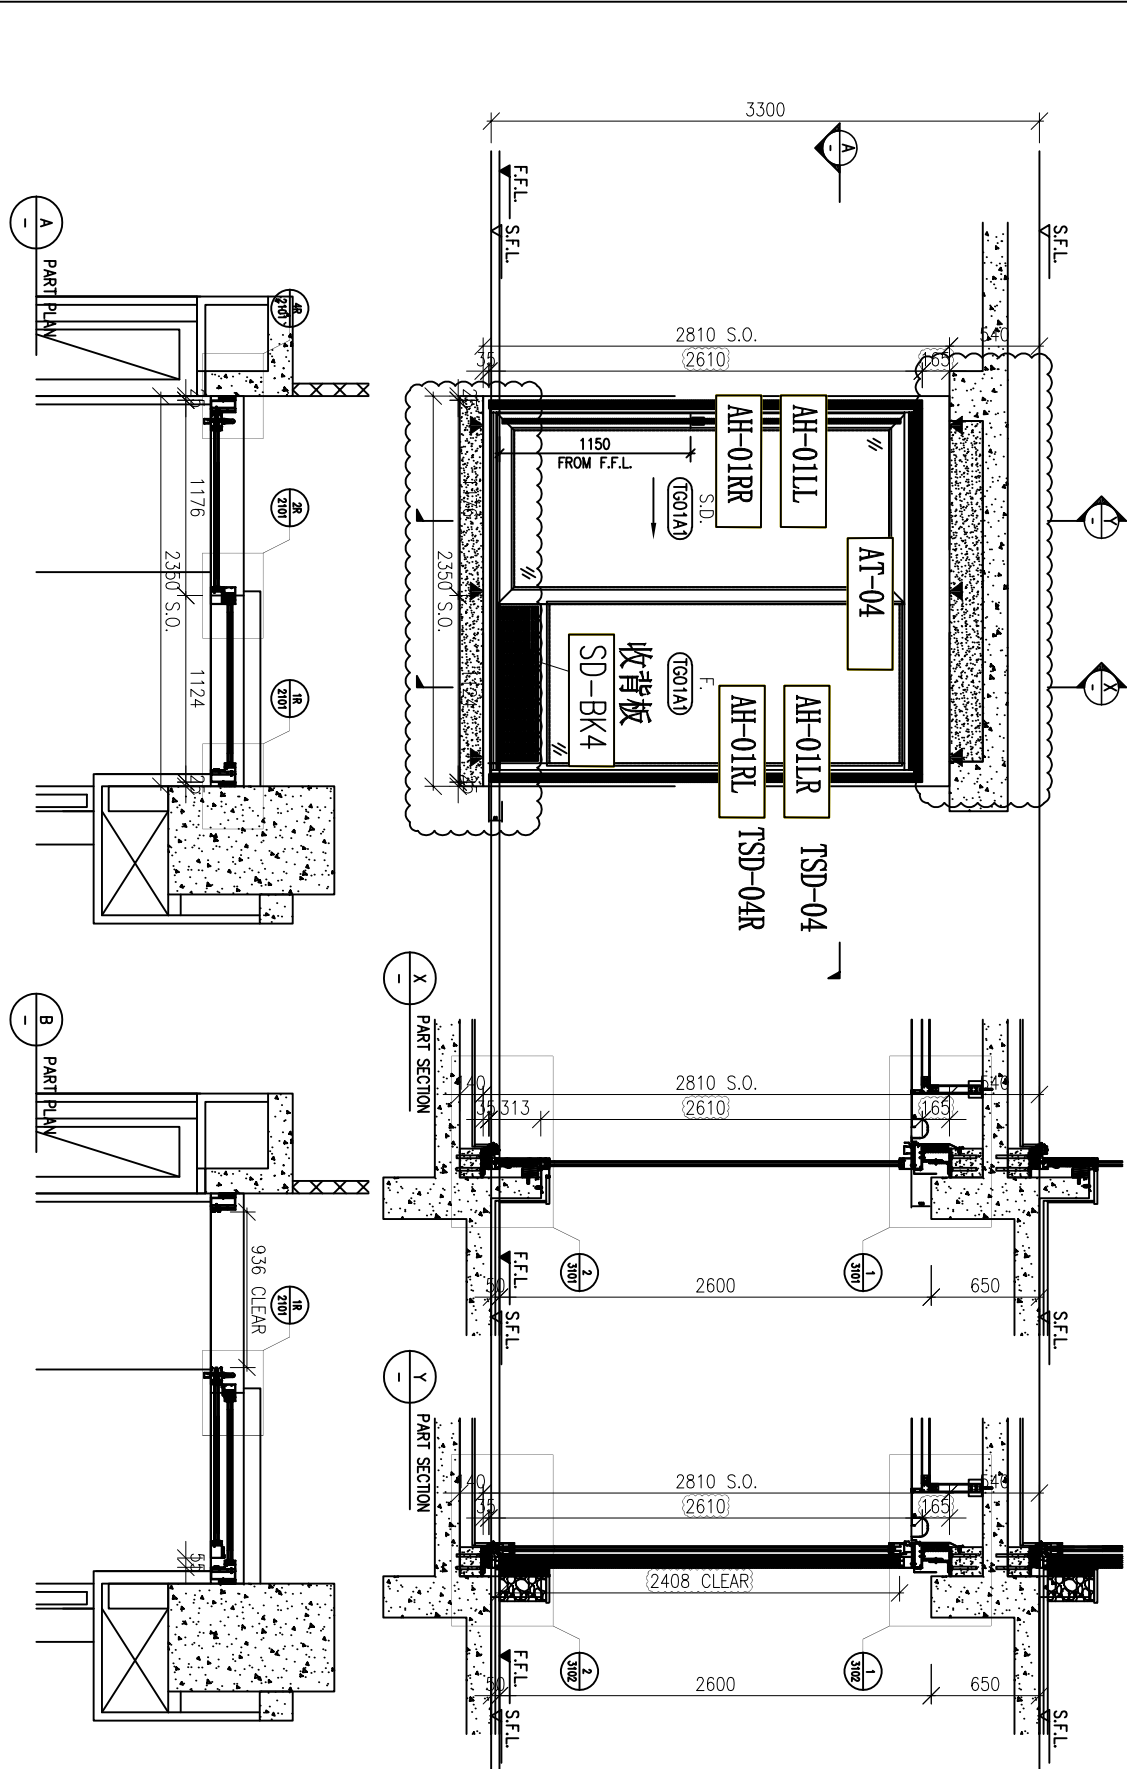 3300
A
-
F.F.L.
S.F.L.
S.F.L.
2810 S.O.
540
35
2610
165
Y
-
X
-
AH-01RR
AH-01LL
AT-04
1150
FROM F.F.L.
TG01A1
S.D.
TG01A1
F.
收背板
SD-BK4
AH-01RL
AH-01LR
TSD-04R
TSD-04
2350 S.O.
A
-
PART PLAN
4R
2101
2R
2101
1R
2101
1176
1124
2350 S.O.
X
-
PART SECTION
140
2810 S.O.
540
35
313
2610
165
2
3101
1
3101
F.F.L.
50
2600
650
S.F.L.
S.F.L.
B
-
PART PLAN
936 CLEAR
1R
2101
55
Y
-
PART SECTION
140
2810 S.O.
540
35
2610
165
2408 CLEAR
2
3102
1
3102
F.F.L.
50
2600
650
S.F.L.
S.F.L.